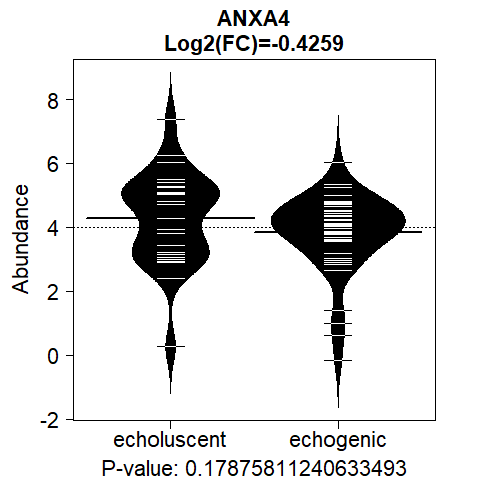 ANXA4
Log2(FC)=-0.4259
Abundance
8
6
4
2
0
-2
echoluscent echogenic
P-value: 0.17875811240633493